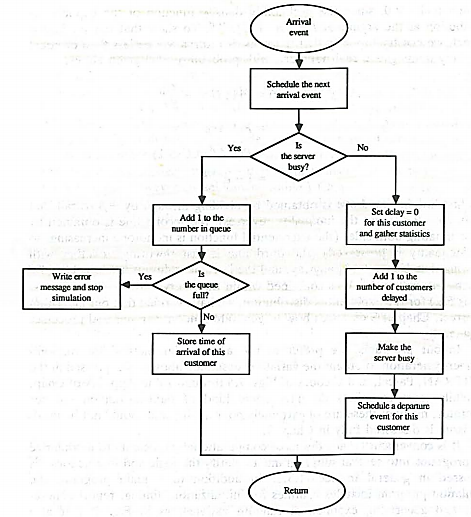 Arrival
event
Schedule the next
arrival event
Yes
Is
the server
busy?
No
Add 1 to the
number in queue
Set delay = 0
for this customer
and gather statistics
Write error
message and stop
simulation
Yes
Is
the queue
full?
Add 1 to the
number of customers
delayed
No
Store time of
arrival of this
customer
Make the
server busy
Schedule a departure
event for this
customer
Return